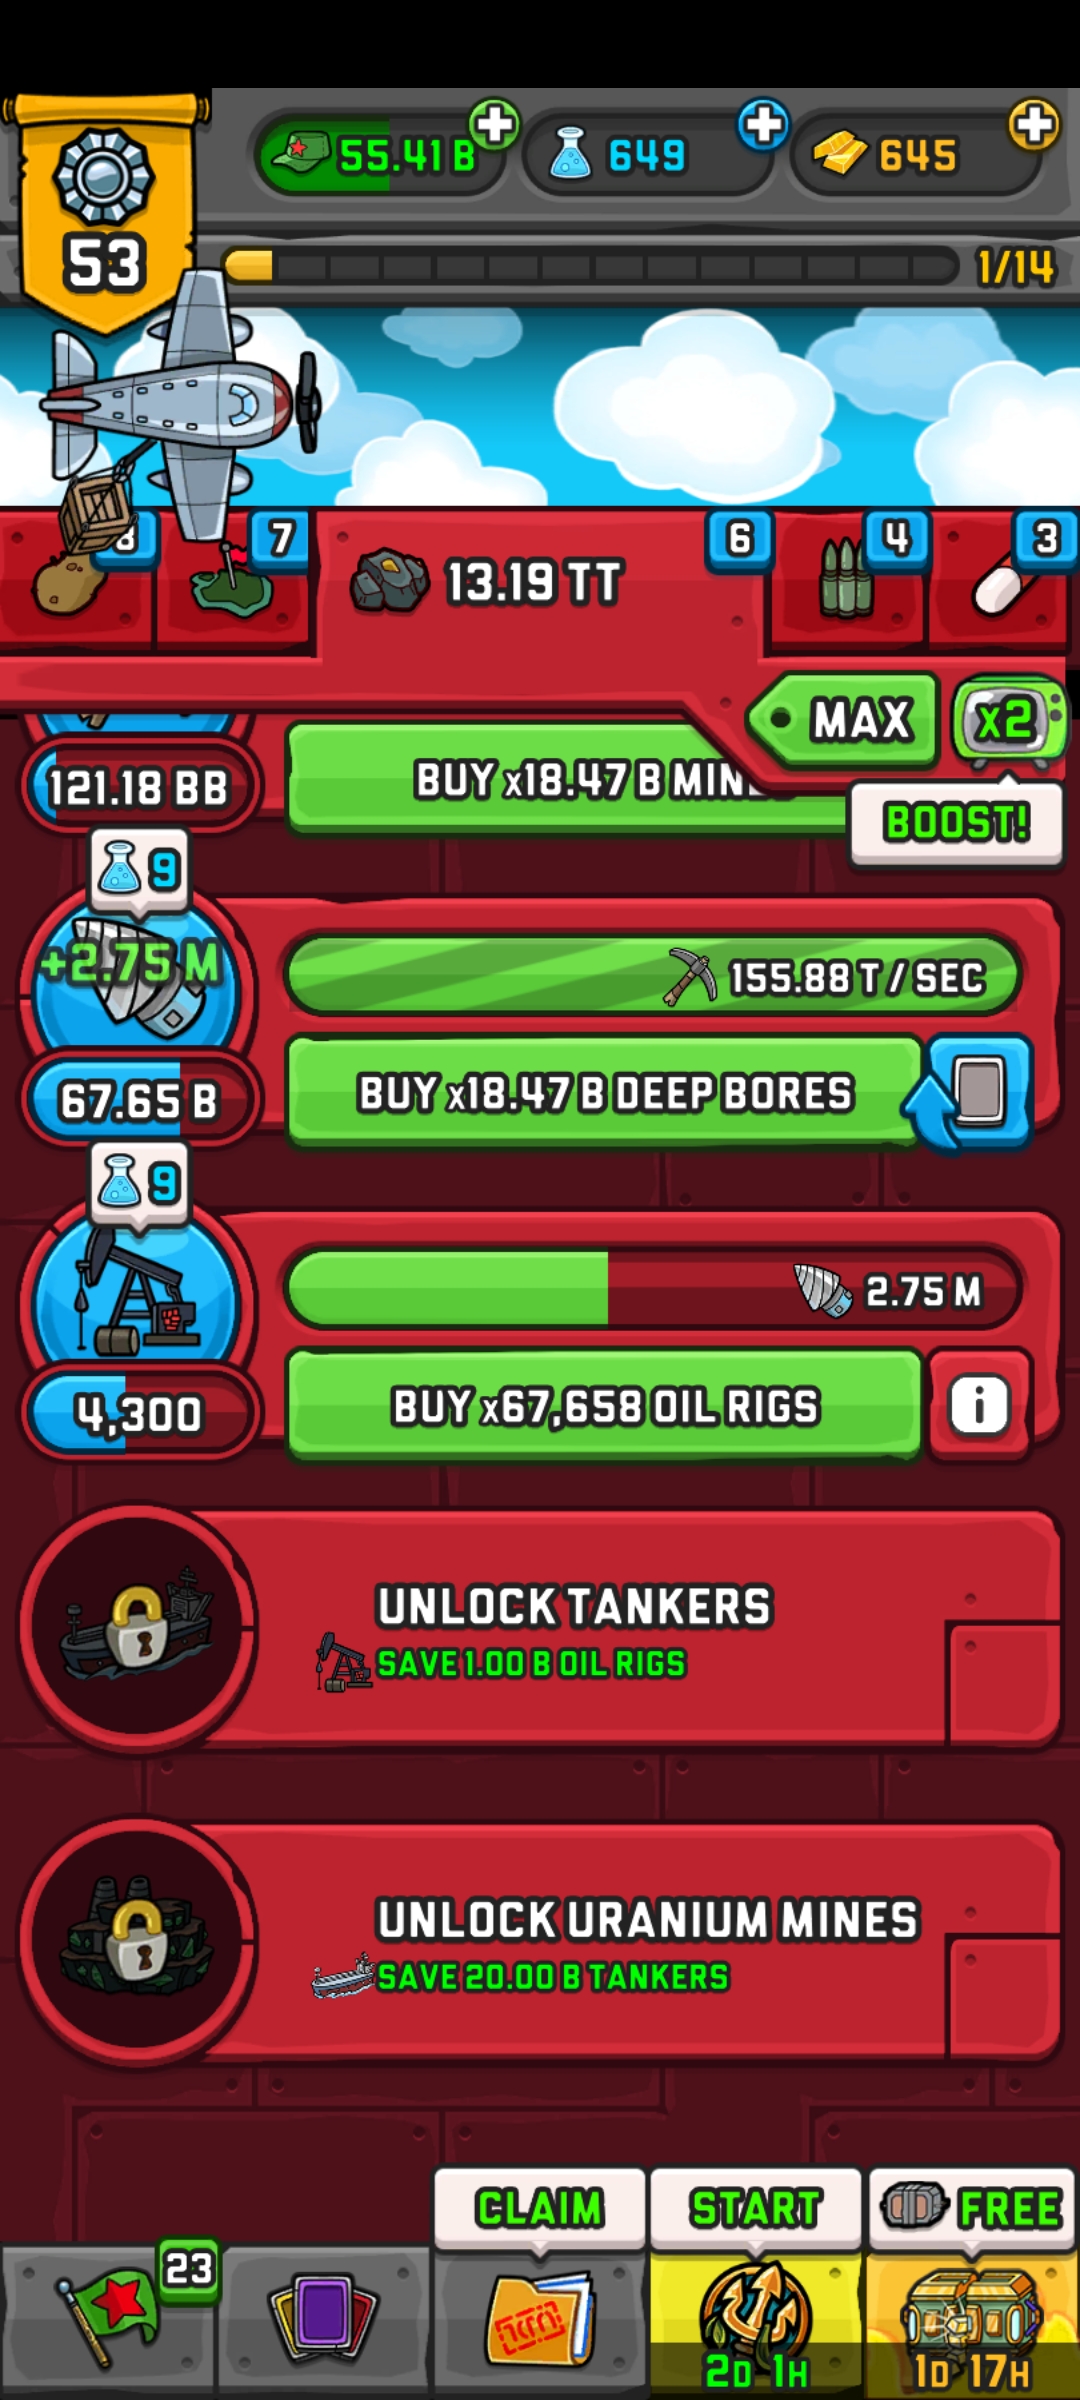 55.41 B
649
645
53
1/14
8
7
13.19 TT
6
4
3
MAX
x2
121.18 BB
BUY x18.47 B MIN
BOOST!
9
+2.75 M
155.88 T / SEC
67.65 B
BUY x18.47 B DEEP BORES
9
2.75 M
4,300
BUY x67,658 OIL RIGS
i
UNLOCK TANKERS
SAVE 1.00 B OIL RIGS
UNLOCK URANIUM MINES
SAVE 20.00 B TANKERS
CLAIM
START
FREE
23
2D 1H
1D 17H